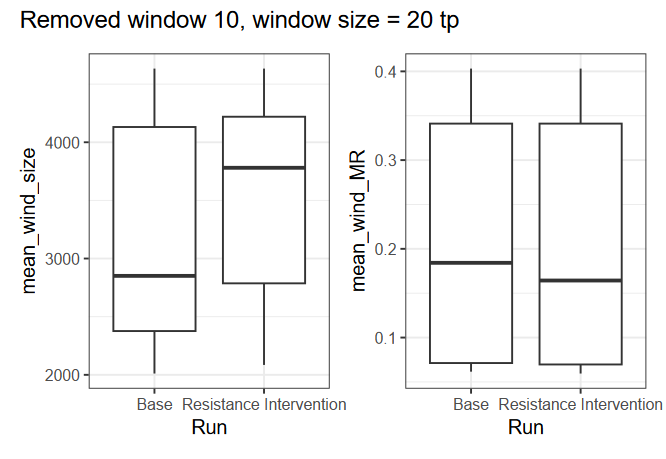 Removed window 10, window size = 20 tp
mean_wind_size
4000
3000
2000
Base Resistance Intervention
Run
mean_wind_MR
0.4
0.3
0.2
0.1
Base Resistance Intervention
Run